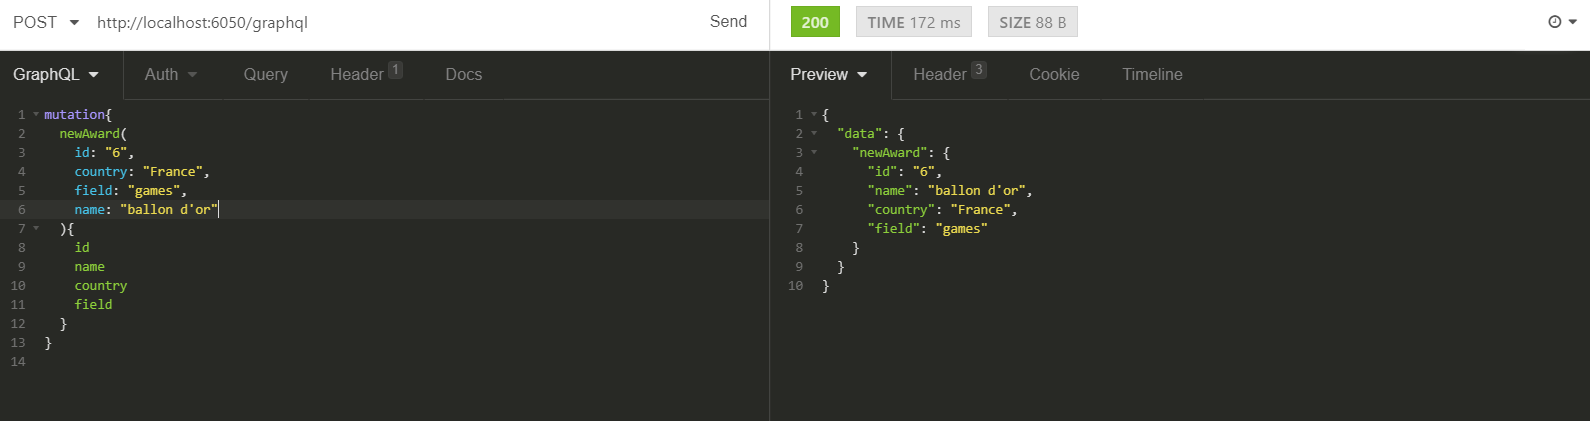 POST http://localhost:6050/graphql Send 200 TIME 172 ms SIZE 88 B
GraphQL Auth Query Header 1 Docs Preview Header 3 Cookie Timeline
1 mutation{
2 newAward(
3 id: "6",
4 country: "France",
5 field: "games",
6 name: "ballon d'or"
7 ){
8 id
9 name
10 country
11 field
12 }
13 }
14
1 {
2 "data": {
3 "newAward": {
4 "id": "6",
5 "name": "ballon d'or",
6 "country": "France",
7 "field": "games"
8 }
9 }
10 }